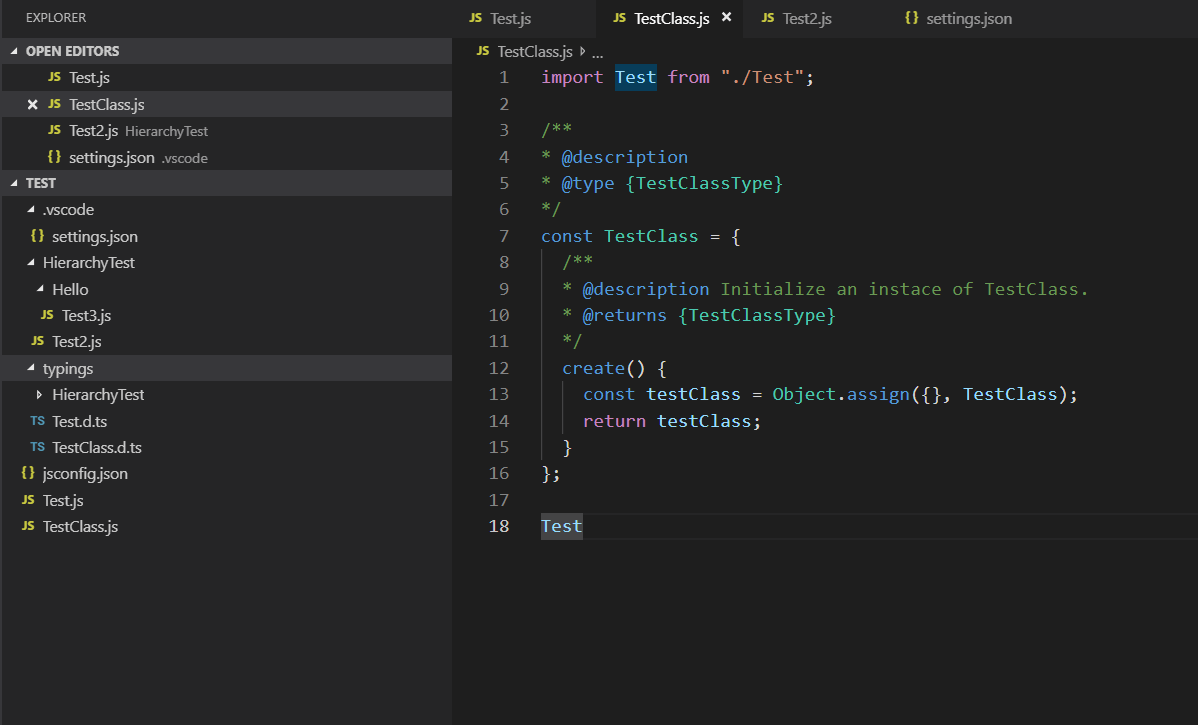 EXPLORER
OPEN EDITORS
JS Test.js
JS TestClass.js
JS Test2.js HierarchyTest
{} settings.json .vscode
TEST
.vscode
{} settings.json
HierarchyTest
Hello
JS Test3.js
JS Test2.js
typings
HierarchyTest
TS Test.d.ts
TS TestClass.d.ts
{} jsconfig.json
JS Test.js
JS TestClass.js
JS Test.js JS TestClass.js JS Test2.js {} settings.json
JS TestClass.js ...
1 import Test from "./Test";
2
3 /**
4 * @description
5 * @type {TestClassType}
6 */
7 const TestClass = {
8 /**
9 * @description Initialize an instace of TestClass.
10 * @returns {TestClassType}
11 */
12 create() {
13 const testClass = Object.assign({}, TestClass);
14 return testClass;
15 }
16 };
17
18 Test